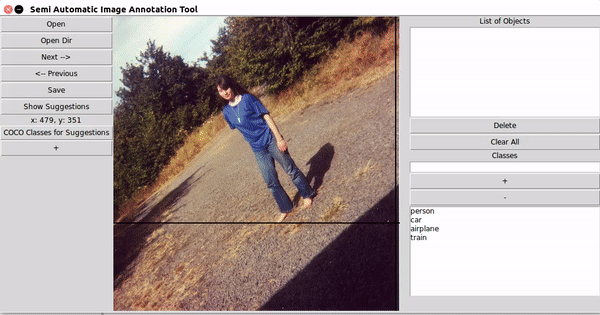 Semi Automatic Image Annotation Tool
Open
Open Dir
Next -->
<-- Previous
Save
Show Suggestions
x: 479, y: 351
COCO Classes for Suggestions
+
List of Objects
Delete
Clear All
Classes
+
-
person
car
airplane
train